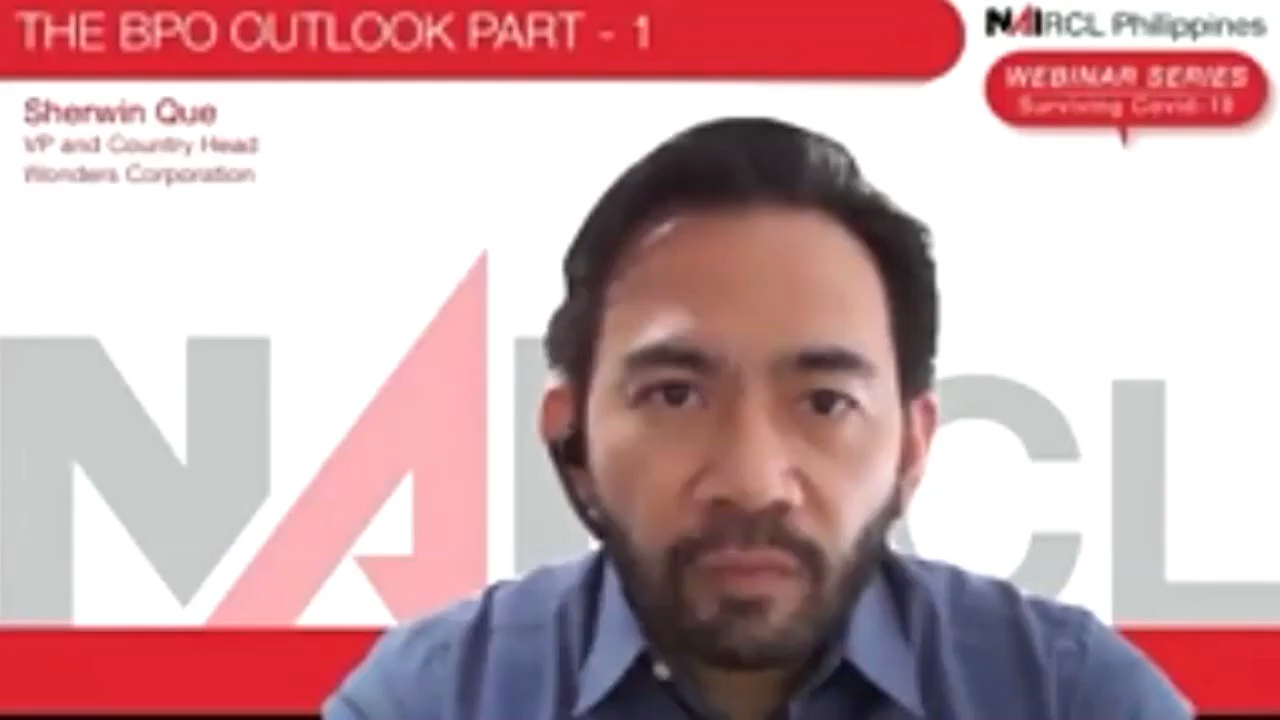 THE BPO OUTLOOK PART - 1
NAIRCL Philippines
WEBINAR SERIES
Surviving Covid-19
Sherwin Que
VP and Country Head
Wonders Corporation
NAIRCL